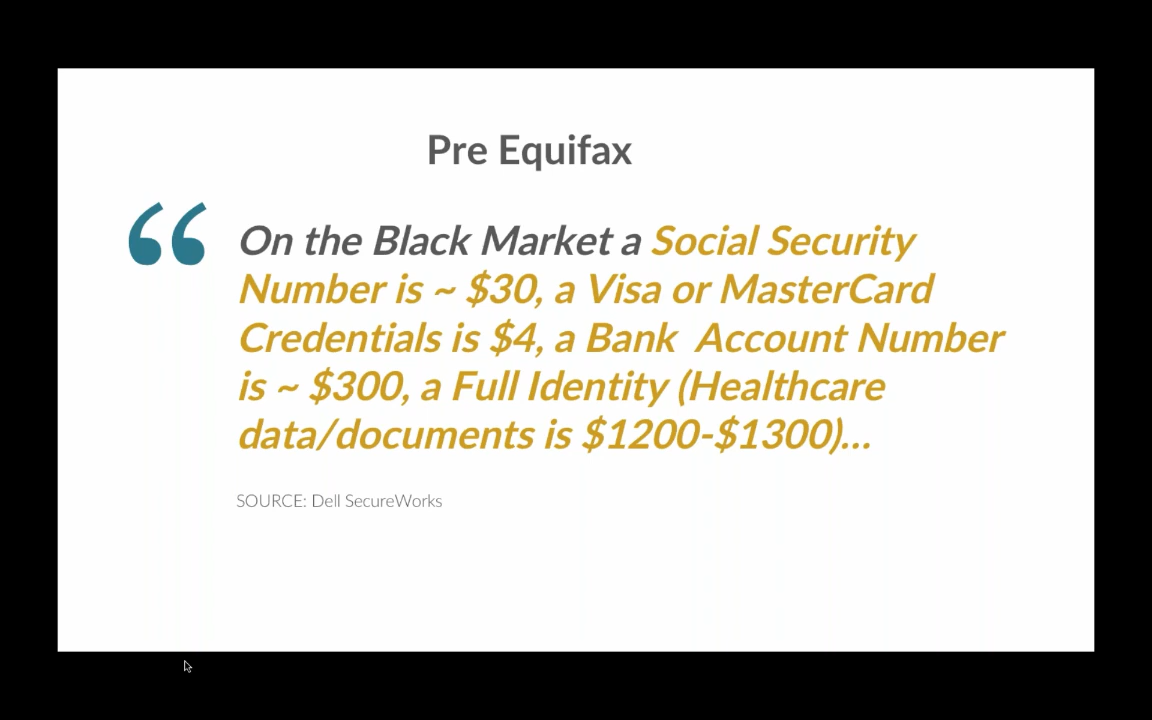 Pre Equifax
“
On the Black Market a Social Security
Number is ~ $30, a Visa or MasterCard
Credentials is $4, a Bank  Account Number
is ~ $300, a Full Identity (Healthcare
data/documents is $1200-$1300)...
SOURCE: Dell SecureWorks